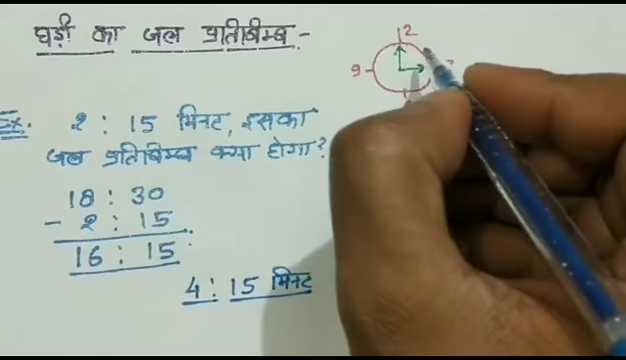 घड़ी का जल प्रतिबिम्ब -
12
9
Ex. 2 : 15 मिनट, इसका
जल प्रतिबिम्ब क्या होगा?
18 : 30
- 2 : 15
16 : 15
4 : 15 मिनट